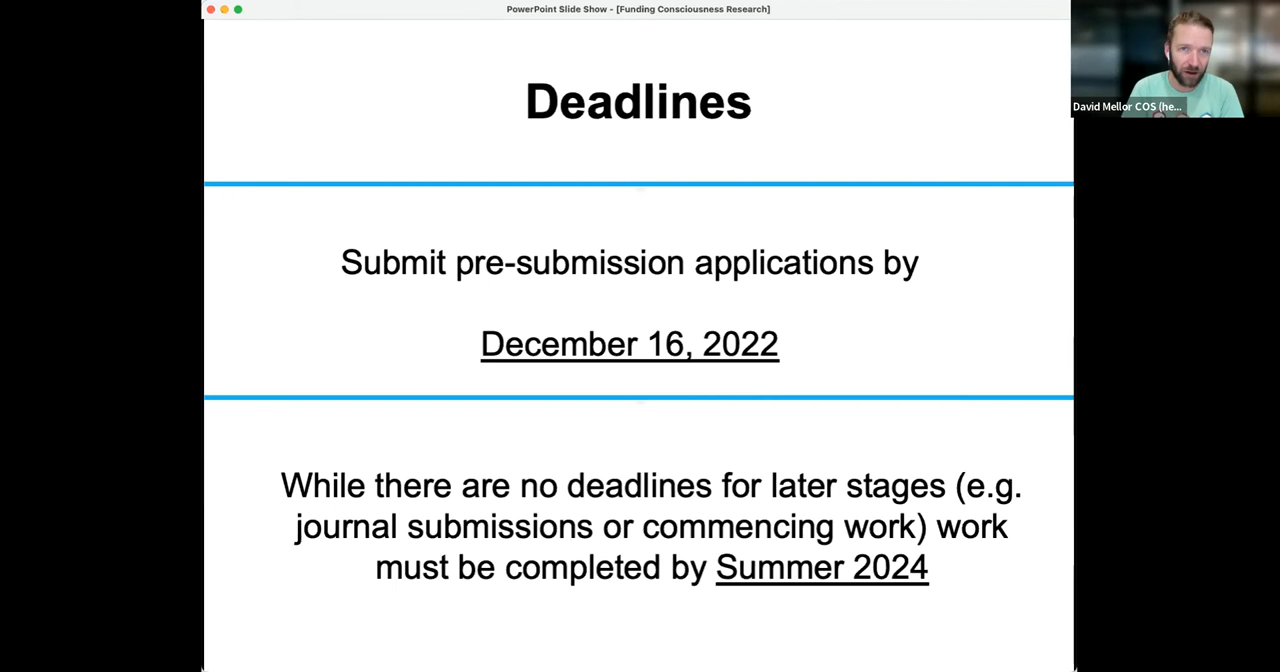 PowerPoint Slide Show - [Funding Consciousness Research]
David Mellor COS (he...
Deadlines
Submit pre-submission applications by
December 16, 2022
While there are no deadlines for later stages (e.g.
journal submissions or commencing work) work
must be completed by Summer 2024